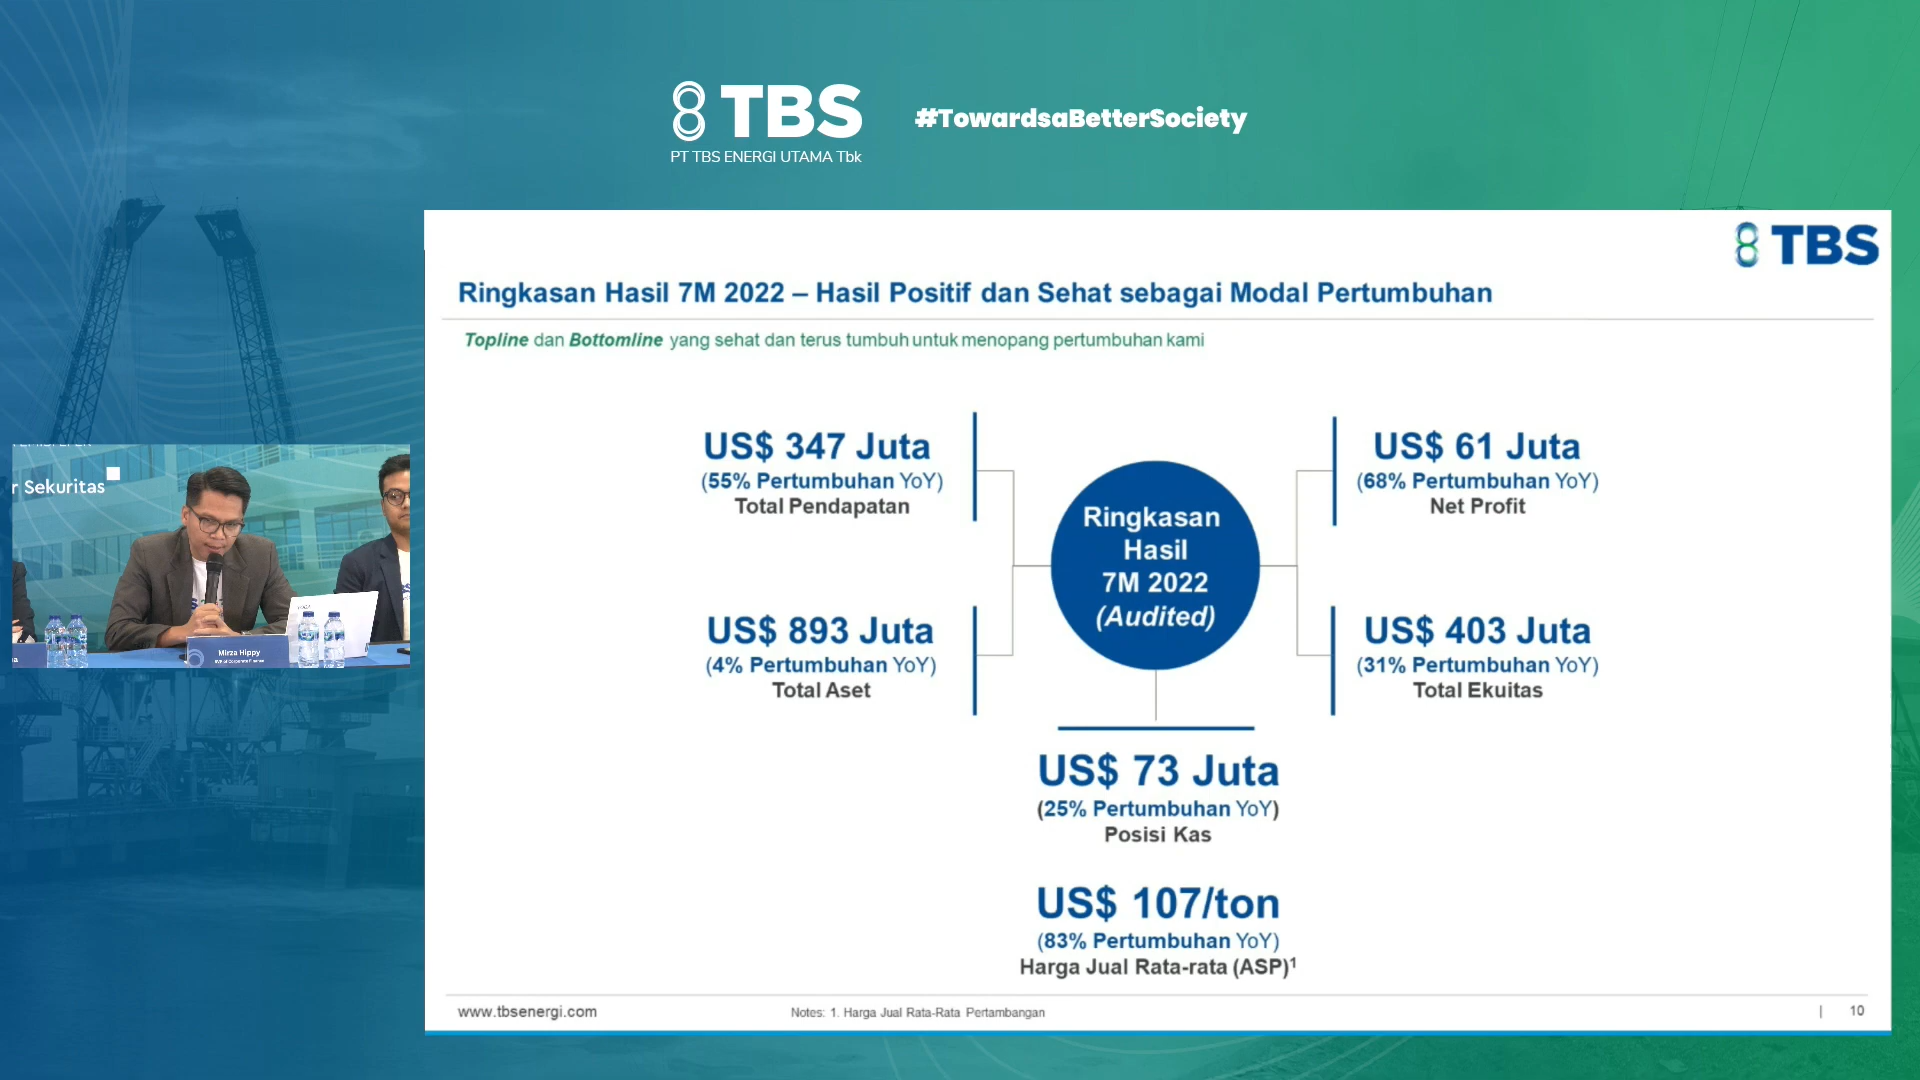 8 TBS
PT TBS ENERGI UTAMA Tbk
#TowardsaBetterSociety
8 TBS
Ringkasan Hasil 7M 2022 – Hasil Positif dan Sehat sebagai Modal Pertumbuhan
Topline dan Bottomline yang sehat dan terus tumbuh untuk menopang pertumbuhan kami
US$ 347 Juta
(55% Pertumbuhan YoY)
Total Pendapatan
US$ 61 Juta
(68% Pertumbuhan YoY)
Net Profit
Ringkasan
Hasil
7M 2022
(Audited)
US$ 893 Juta
(4% Pertumbuhan YoY)
Total Aset
US$ 403 Juta
(31% Pertumbuhan YoY)
Total Ekuitas
US$ 73 Juta
(25% Pertumbuhan YoY)
Posisi Kas
US$ 107/ton
(83% Pertumbuhan YoY)
Harga Jual Rata-rata (ASP)¹
www.tbsenergi.com
Notes: 1. Harga Jual Rata-Rata Pertambangan
| 10
r Sekuritas
Mirza Hippy